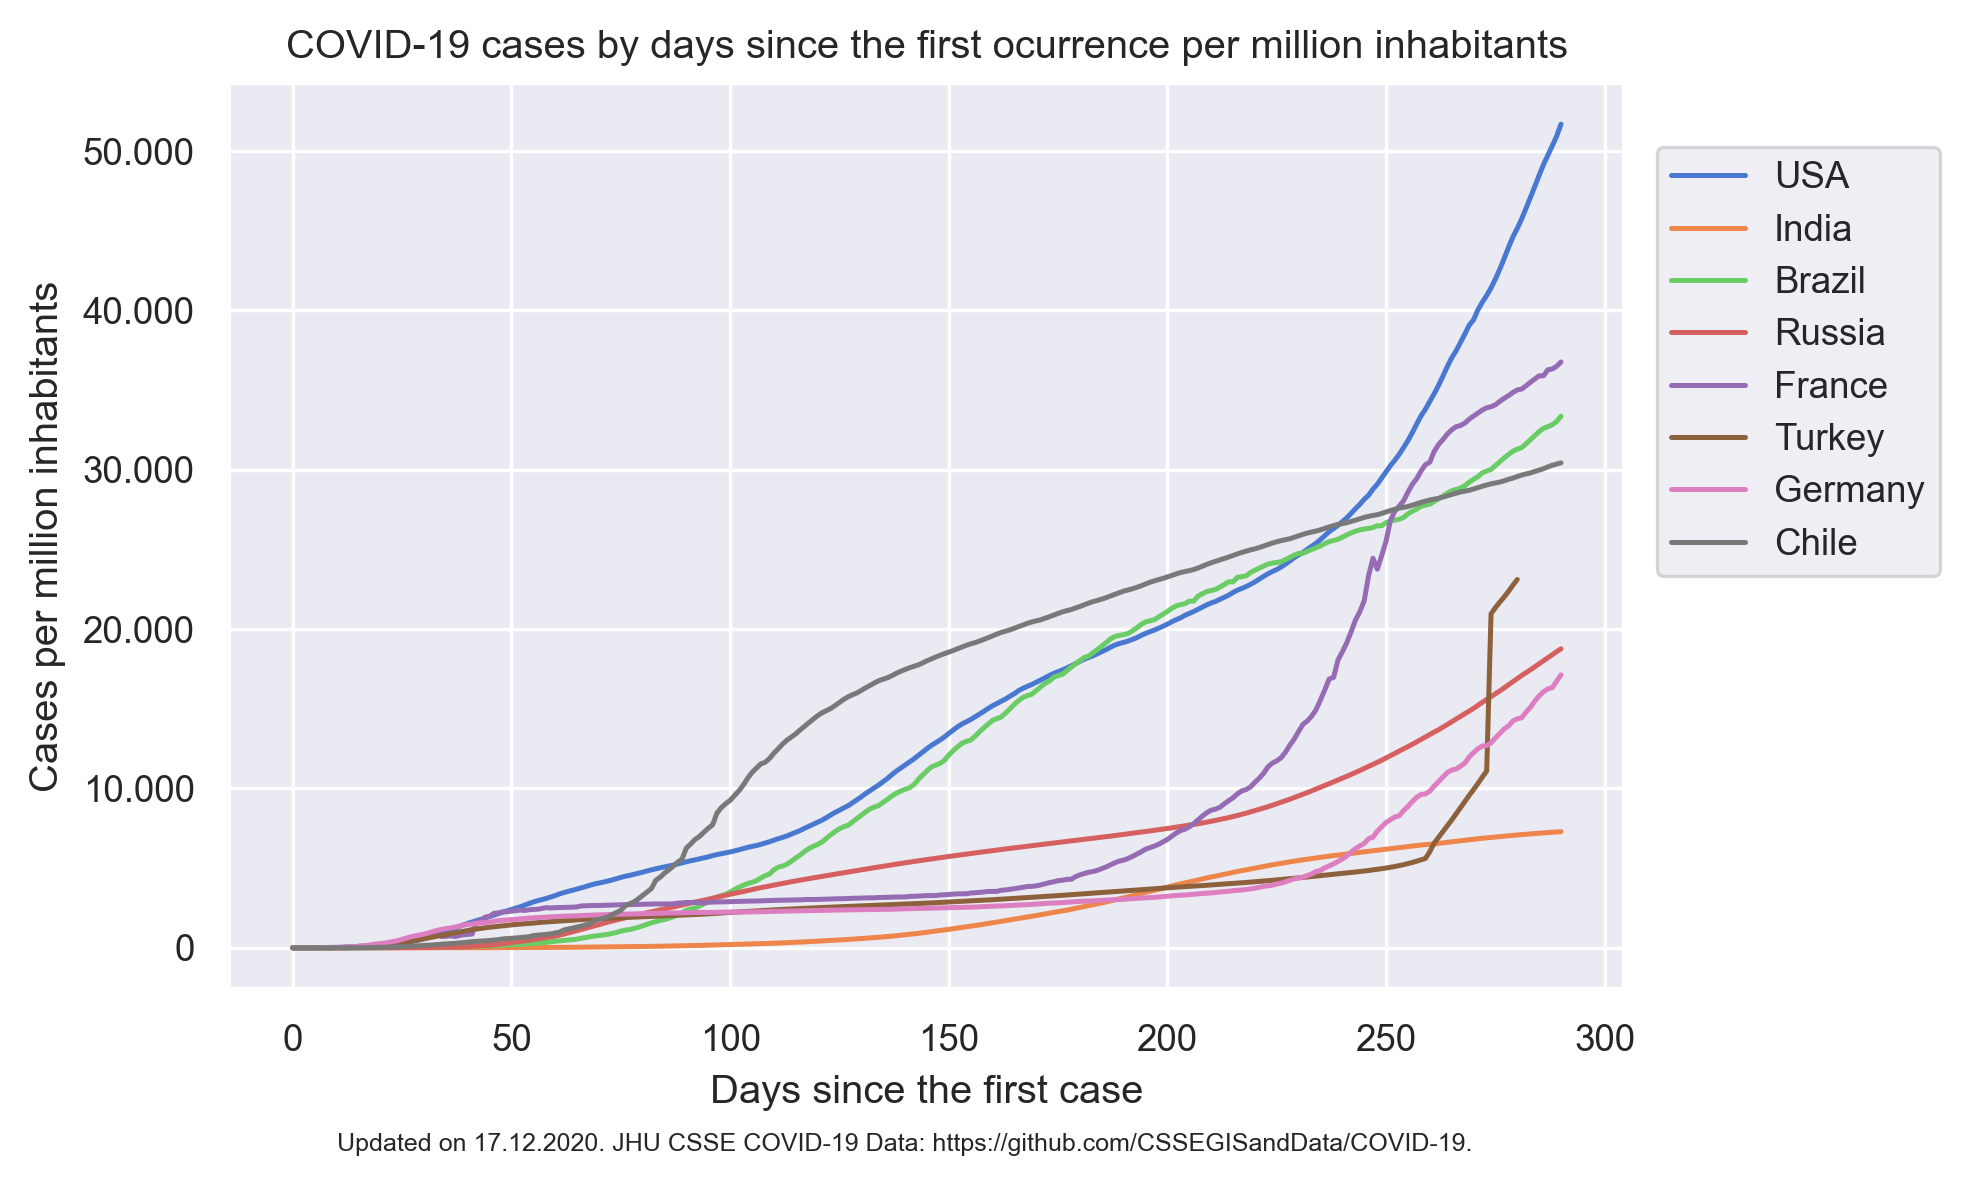 COVID-19 cases by days since the first ocurrence per million inhabitants
50.000
40.000
30.000
20.000
10.000
0
Cases per million inhabitants
0 50 100 150 200 250 300
Days since the first case
USA
India
Brazil
Russia
France
Turkey
Germany
Chile
Updated on 17.12.2020. JHU CSSE COVID-19 Data: https://github.com/CSSEGISandData/COVID-19.